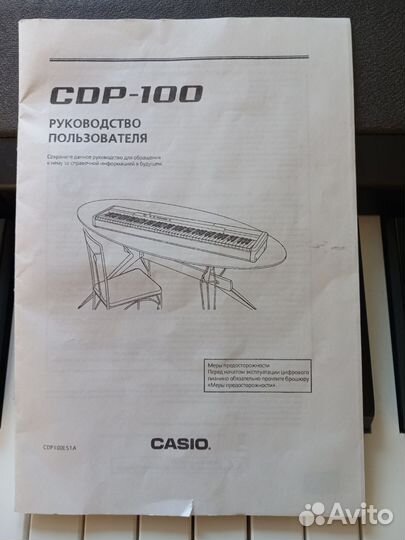 CDP-100
РУКОВОДСТВО
ПОЛЬЗОВАТЕЛЯ
Сохраните данное руководство для обращения
к нему за справочной информацией в будущем.
Меры предосторожности
Перед началом эксплуатации цифрового
пианино обязательно прочтите брошюру
«Меры предосторожности».
CDP100ES1A
CASIO.
Avito